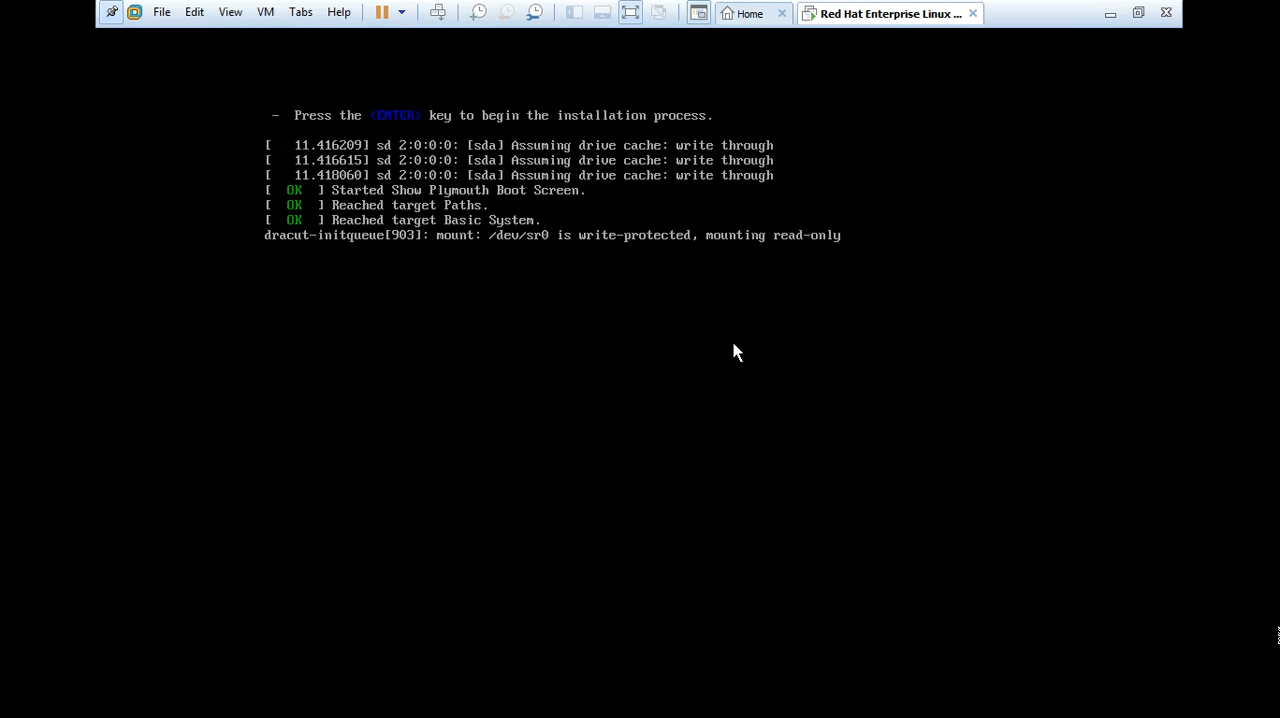 File Edit View VM Tabs Help Home Red Hat Enterprise Linux ...
- Press the <ENTER> key to begin the installation process.
[ 11.416209] sd 2:0:0:0: [sda] Assuming drive cache: write through
[ 11.416615] sd 2:0:0:0: [sda] Assuming drive cache: write through
[ 11.418060] sd 2:0:0:0: [sda] Assuming drive cache: write through
[ OK ] Started Show Plymouth Boot Screen.
[ OK ] Reached target Paths.
[ OK ] Reached target Basic System.
dracut-initqueue[903]: mount: /dev/sr0 is write-protected, mounting read-only